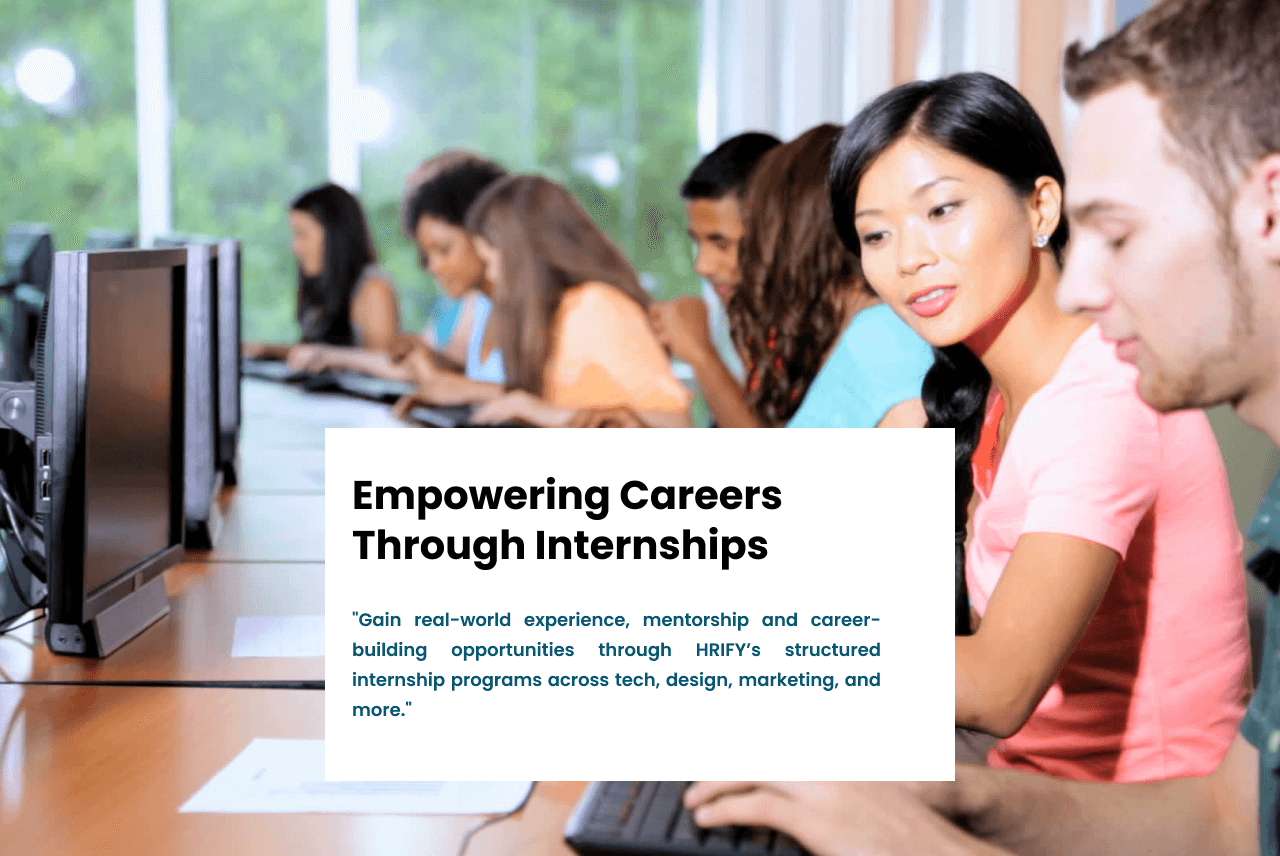 Empowering Careers
Through Internships
"Gain real-world experience, mentorship and career-
building opportunities through HRIFY’s structured
internship programs across tech, design, marketing, and
more."